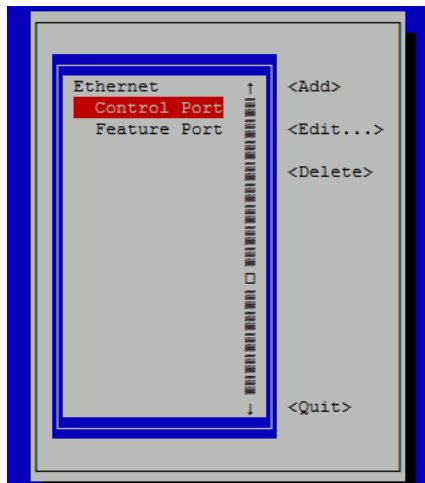 Ethernet ↑ <Add>
Control Port
Feature Port <Edit...>
<Delete>
↓ <Quit>